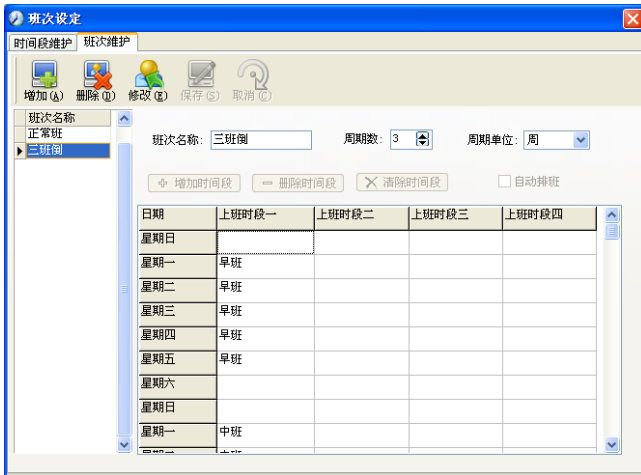 班次设定
时间段维护 班次维护
增加(A) 删除(D) 修改(E) 保存(S) 取消(C)
班次名称
正常班
三班倒
班次名称: 三班倒 周期数: 3 周期单位: 周
增加时间段 删除时间段 清除时间段 自动排班
日期 上班时段一 上班时段二 上班时段三 上班时段四
星期日
星期一 早班
星期二 早班
星期三 早班
星期四 早班
星期五 早班
星期六
星期日
星期一 中班